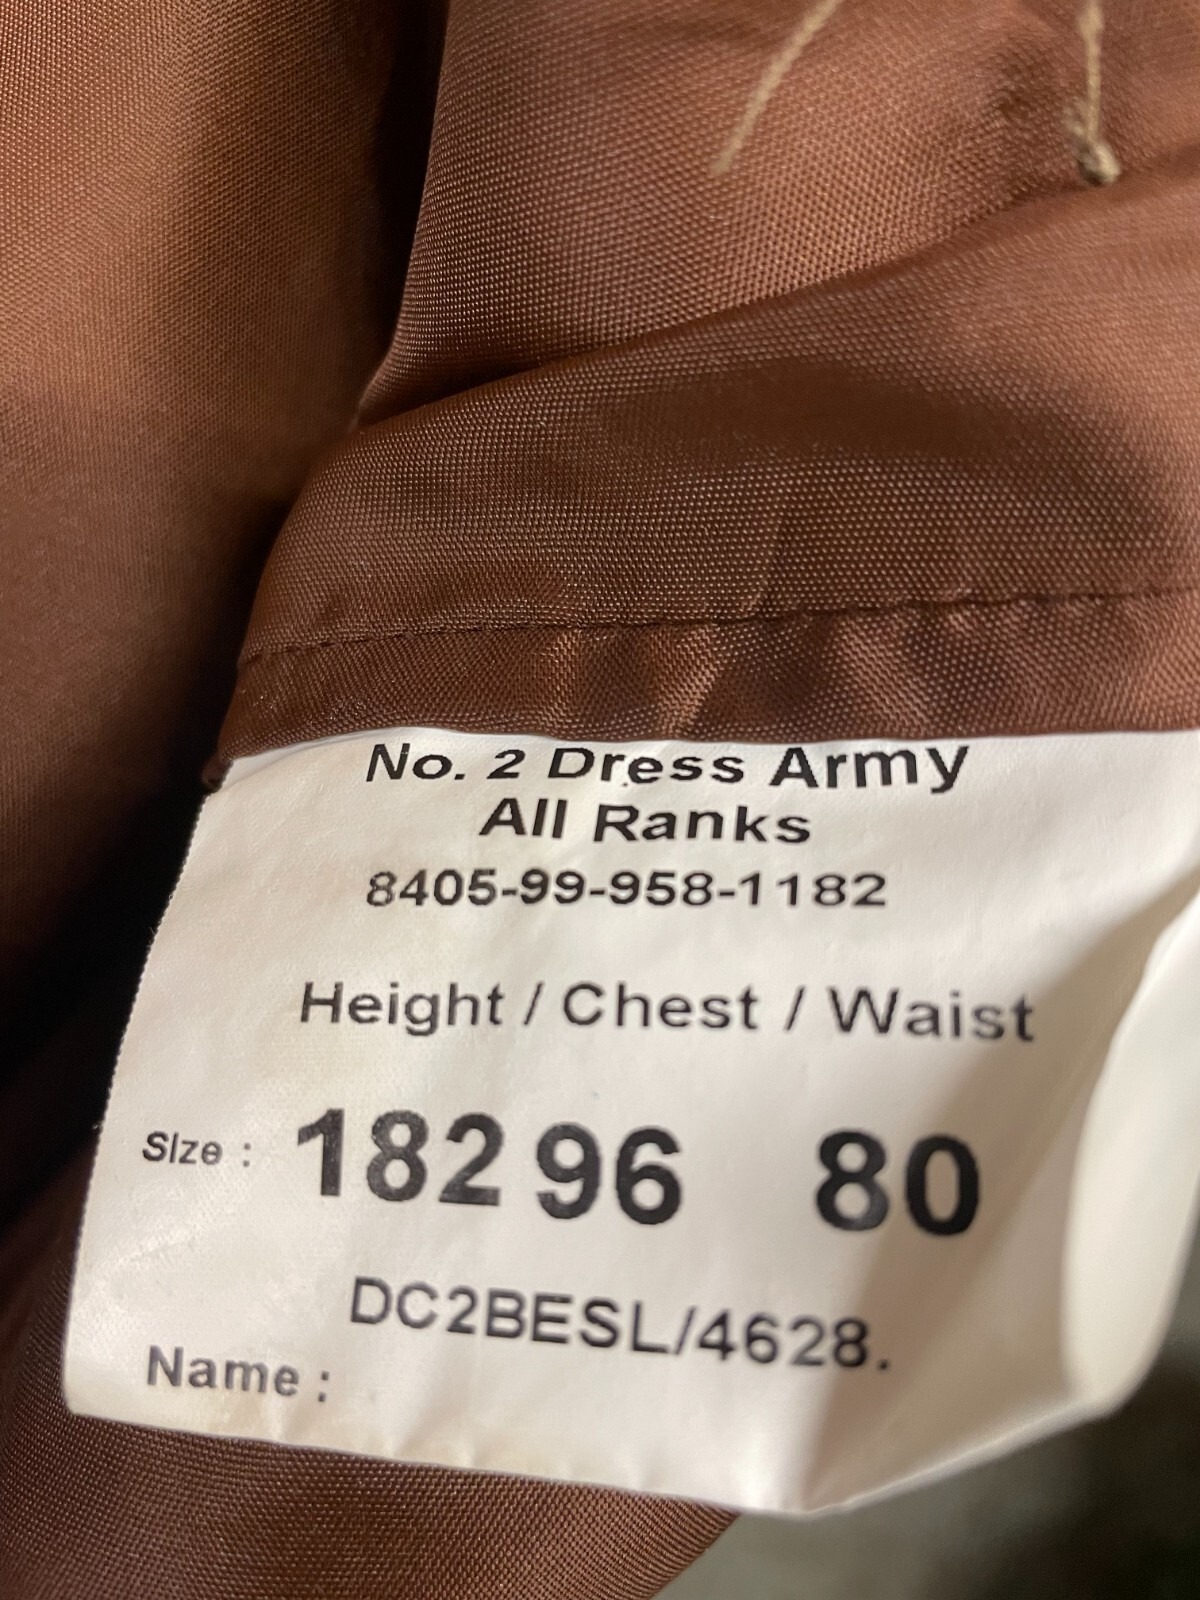 No. 2 Dress Army
All Ranks
8405-99-958-1182
Height / Chest / Waist
Size : 182 96 80
DC2BESL/4628.
Name :